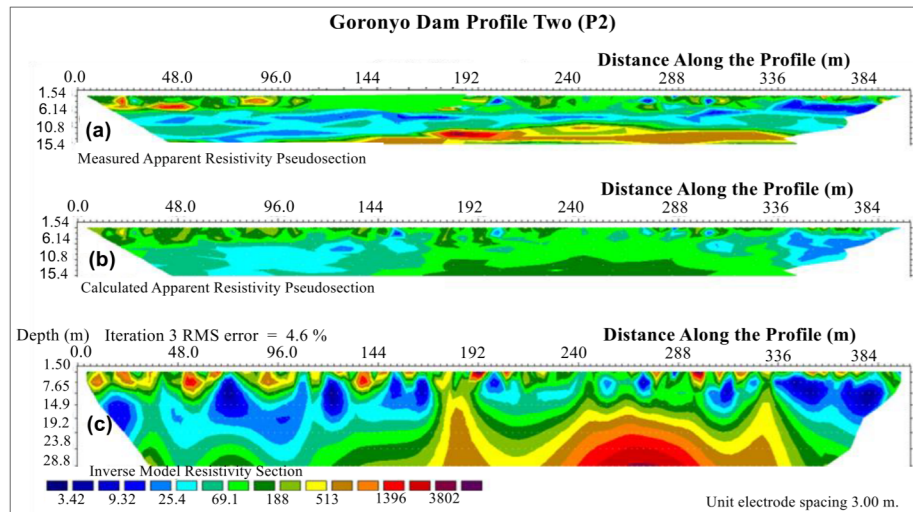 Goronyo Dam Profile Two (P2)
Distance Along the Profile (m)
0.0 48.0 96.0 144 192 240 288 336 384
1.54
6.14
10.8
15.4
(a)
Measured Apparent Resistivity Pseudosection
Distance Along the Profile (m)
0.0 48.0 96.0 144 192 240 288 336 384
1.54
6.14
10.8
15.4
(b)
Calculated Apparent Resistivity Pseudosection
Depth (m) Iteration 3 RMS error = 4.6 % Distance Along the Profile (m)
0.0 48.0 96.0 144 192 240 288 336 384
1.50
7.65
14.9
19.2
23.8
28.8
(c)
Inverse Model Resistivity Section
3.42 9.32 25.4 69.1 188 513 1396 3802
Unit electrode spacing 3.00 m.